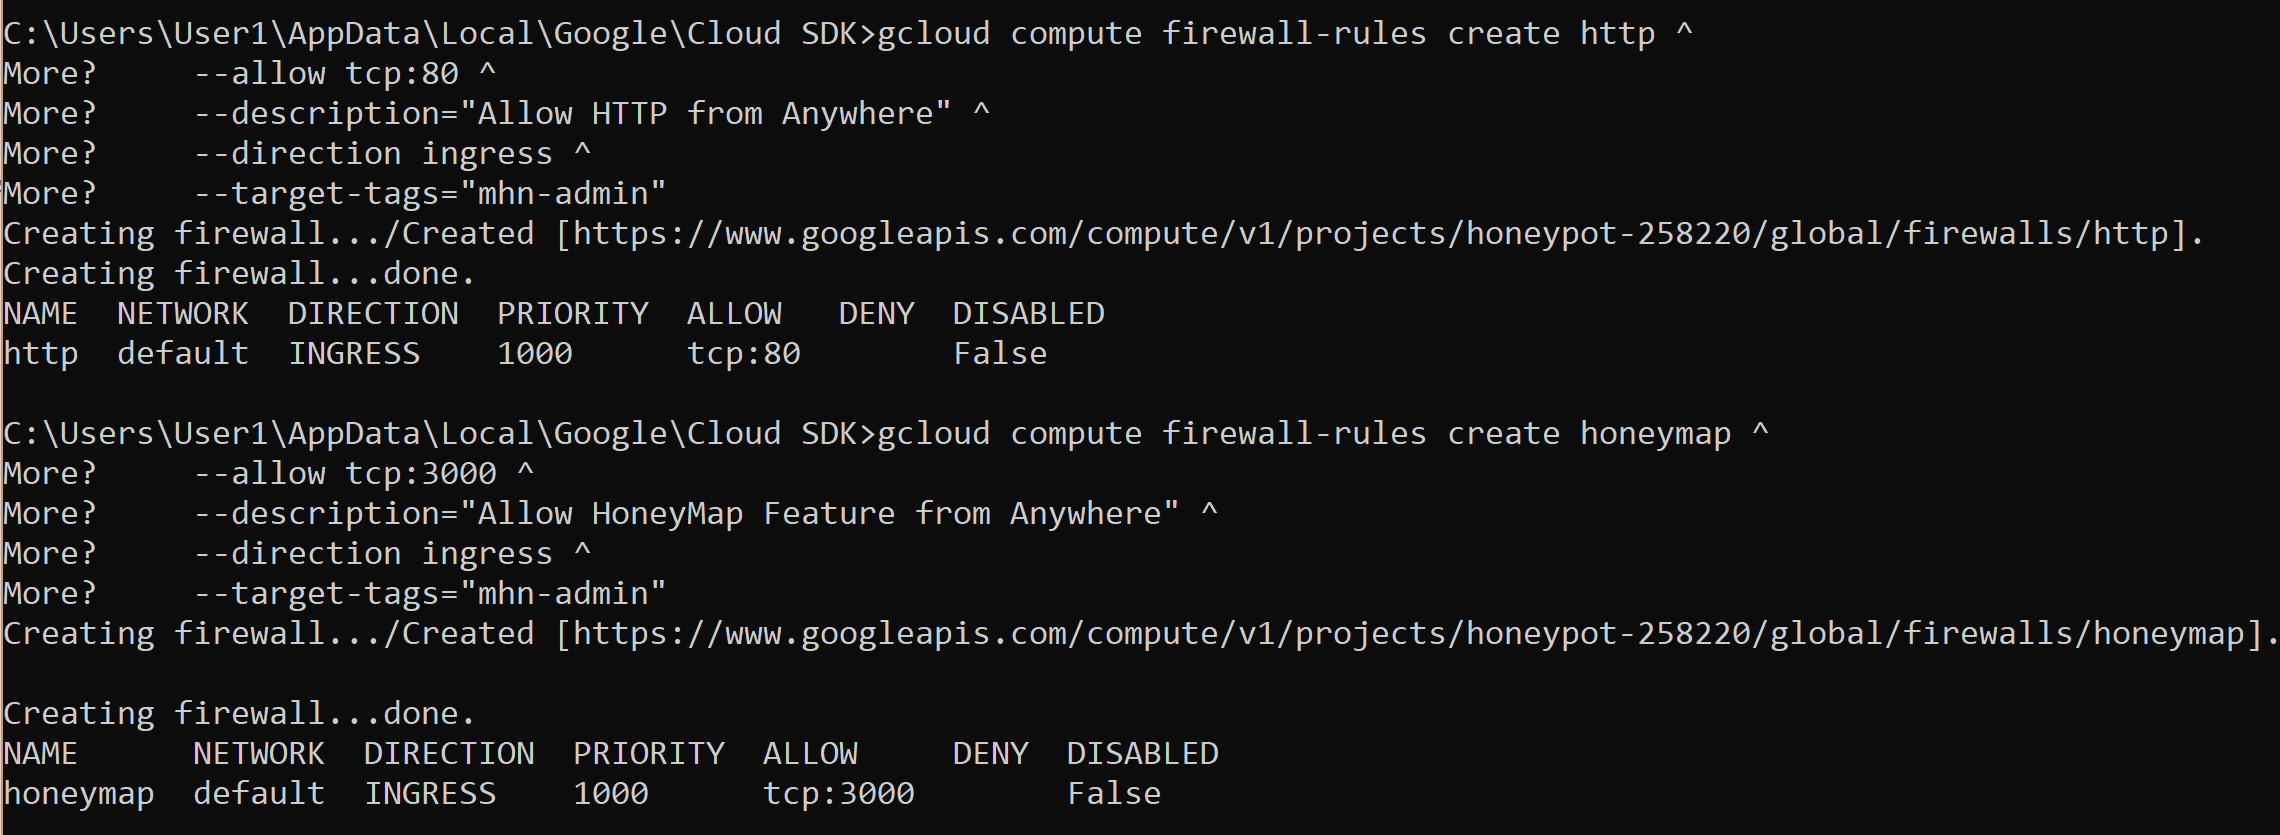 C:\Users\User1\AppData\Local\Google\Cloud SDK>gcloud compute firewall-rules create http ^
More?     --allow tcp:80 ^
More?     --description="Allow HTTP from Anywhere" ^
More?     --direction ingress ^
More?     --target-tags="mhn-admin"
Creating firewall.../Created [https://www.googleapis.com/compute/v1/projects/honeypot-258220/global/firewalls/http].
Creating firewall...done.
NAME  NETWORK  DIRECTION  PRIORITY  ALLOW   DENY  DISABLED
http  default  INGRESS    1000      tcp:80        False
C:\Users\User1\AppData\Local\Google\Cloud SDK>gcloud compute firewall-rules create honeymap ^
More?     --allow tcp:3000 ^
More?     --description="Allow HoneyMap Feature from Anywhere" ^
More?     --direction ingress ^
More?     --target-tags="mhn-admin"
Creating firewall.../Created [https://www.googleapis.com/compute/v1/projects/honeypot-258220/global/firewalls/honeymap].
Creating firewall...done.
NAME      NETWORK  DIRECTION  PRIORITY  ALLOW     DENY  DISABLED
honeymap  default  INGRESS    1000      tcp:3000        False